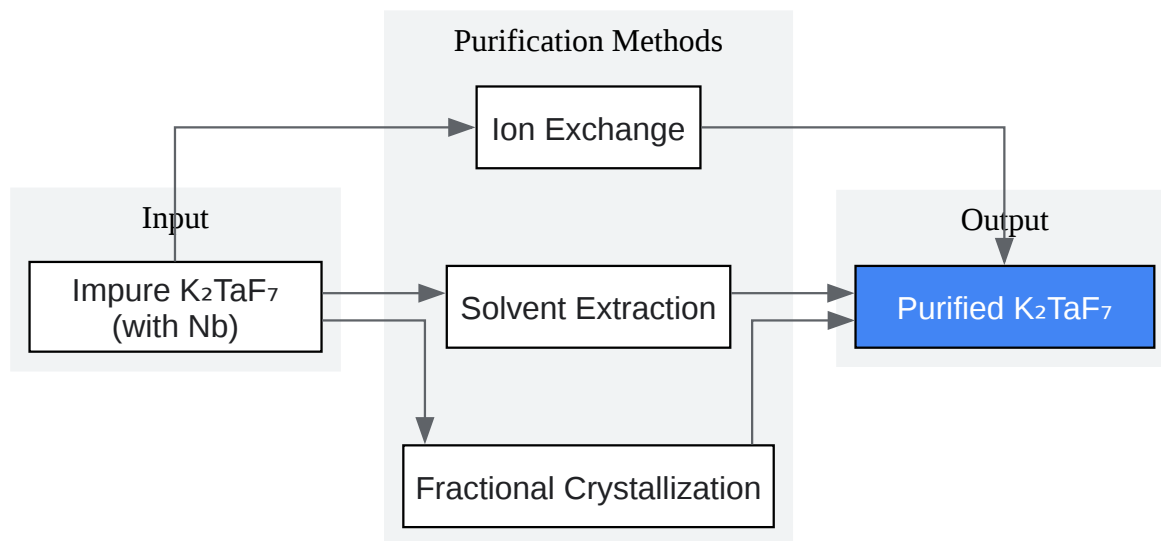 Purification Methods
Ion Exchange
Input
Output
Impure K₂TaF₇
(with Nb)
Solvent Extraction
Purified K₂TaF₇
Fractional Crystallization